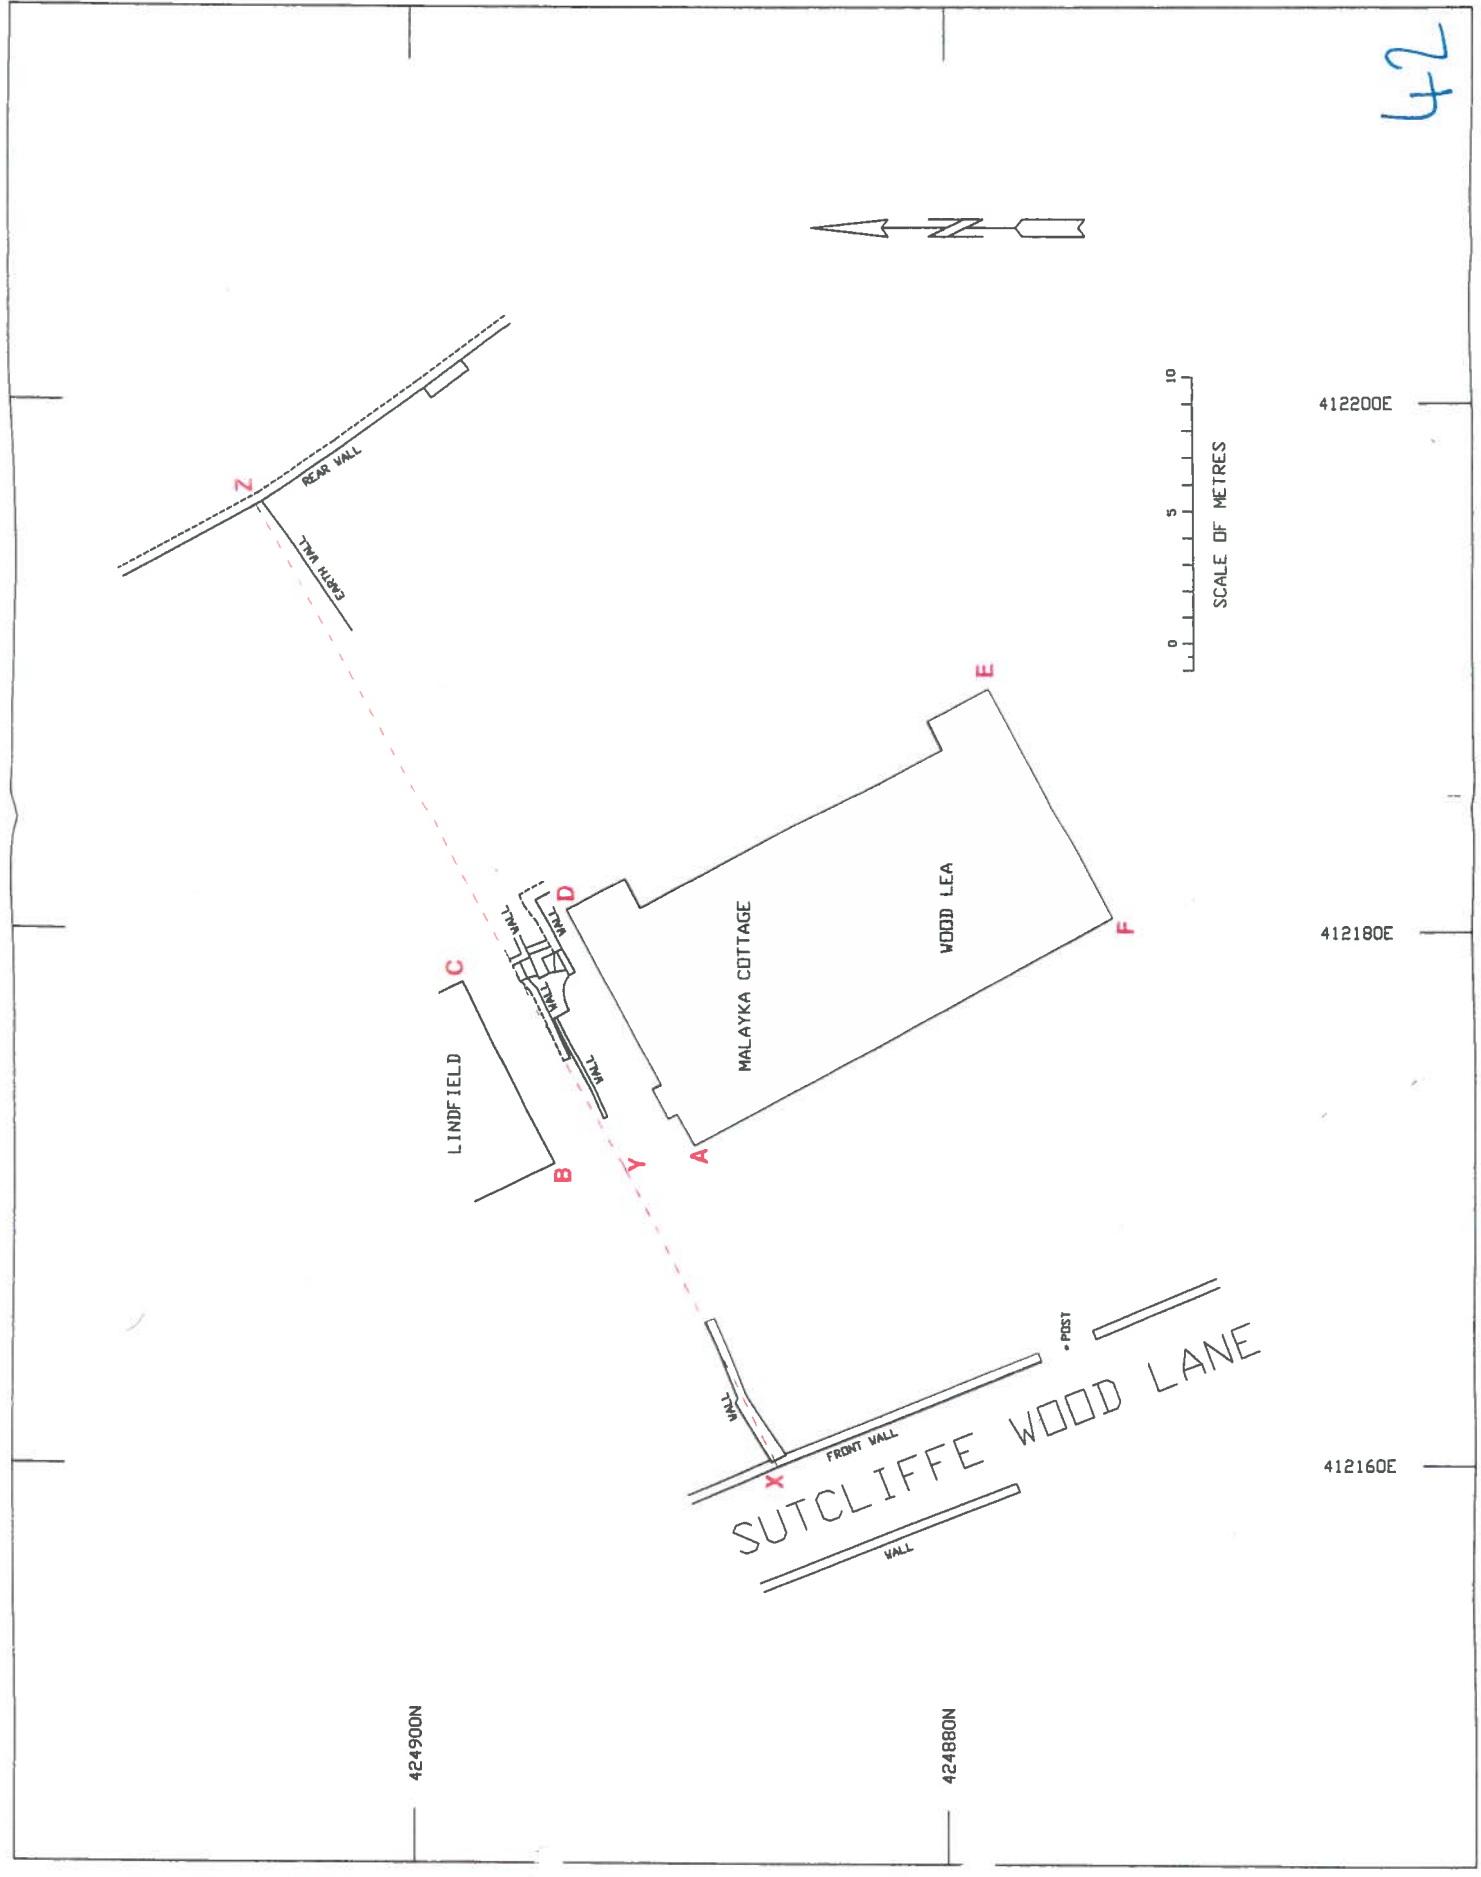 42
Z
REAR WALL
EARTH WALL
412200E
10
5
0
SCALE OF METRES
E
D
WALL
WALL
C
WALL
WALL
LINDFIELD
B
Y
A
MALAYKA COTTAGE
WOOD LEA
F
412180E
POST
WALL
X
FRONT WALL
SUTCLIFFE WOOD LANE
WALL
412160E
424900N
424880N
N